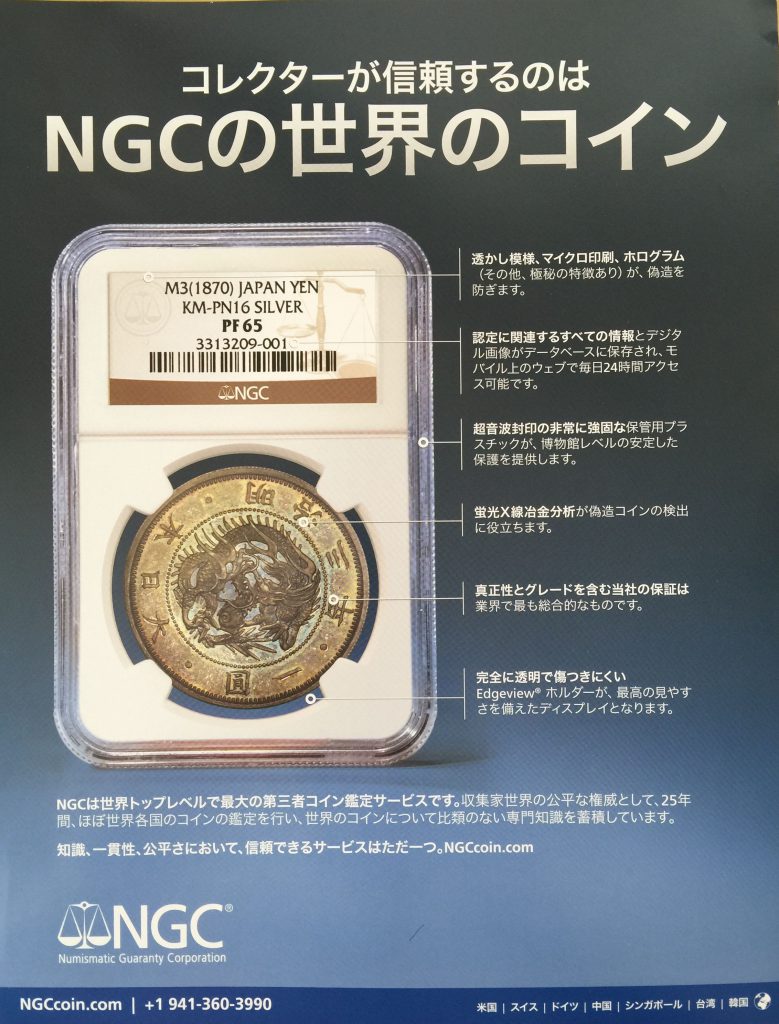 コレクターが信頼するのは
NGCの世界のコイン
M3(1870) JAPAN YEN
KM-PN16 SILVER
PF 65
3313209-001
NGC
大日本・明治三年・一圓
透かし模様、マイクロ印刷、ホログラム
(その他、極秘の特徴あり)が、偽造を
防ぎます。
認定に関連するすべての情報とデジタ
ル画像がデータベースに保存され、モ
バイル上のウェブで毎日24時間アクセ
ス可能です。
超音波封印の非常に強固な保管用プラ
スチックが、博物館レベルの安定した
保護を提供します。
蛍光X線冶金分析が偽造コインの検出
に役立ちます。
真正性とグレードを含む当社の保証は
業界で最も総合的なものです。
完全に透明で傷つきにくい
Edgeview® ホルダーが、最高の見やす
さを備えたディスプレイとなります。
NGCは世界トップレベルで最大の第三者コイン鑑定サービスです。収集家世界の公平な権威として、25年
間、ほぼ世界各国のコインの鑑定を行い、世界のコインについて比類のない専門知識を蓄積しています。
知識、一貫性、公平さにおいて、信頼できるサービスはただ一つ。NGCcoin.com
NGC®
Numismatic Guaranty Corporation
NGCcoin.com | +1 941-360-3990
米国 | スイス | ドイツ | 中国 | シンガポール | 台湾 | 韓国